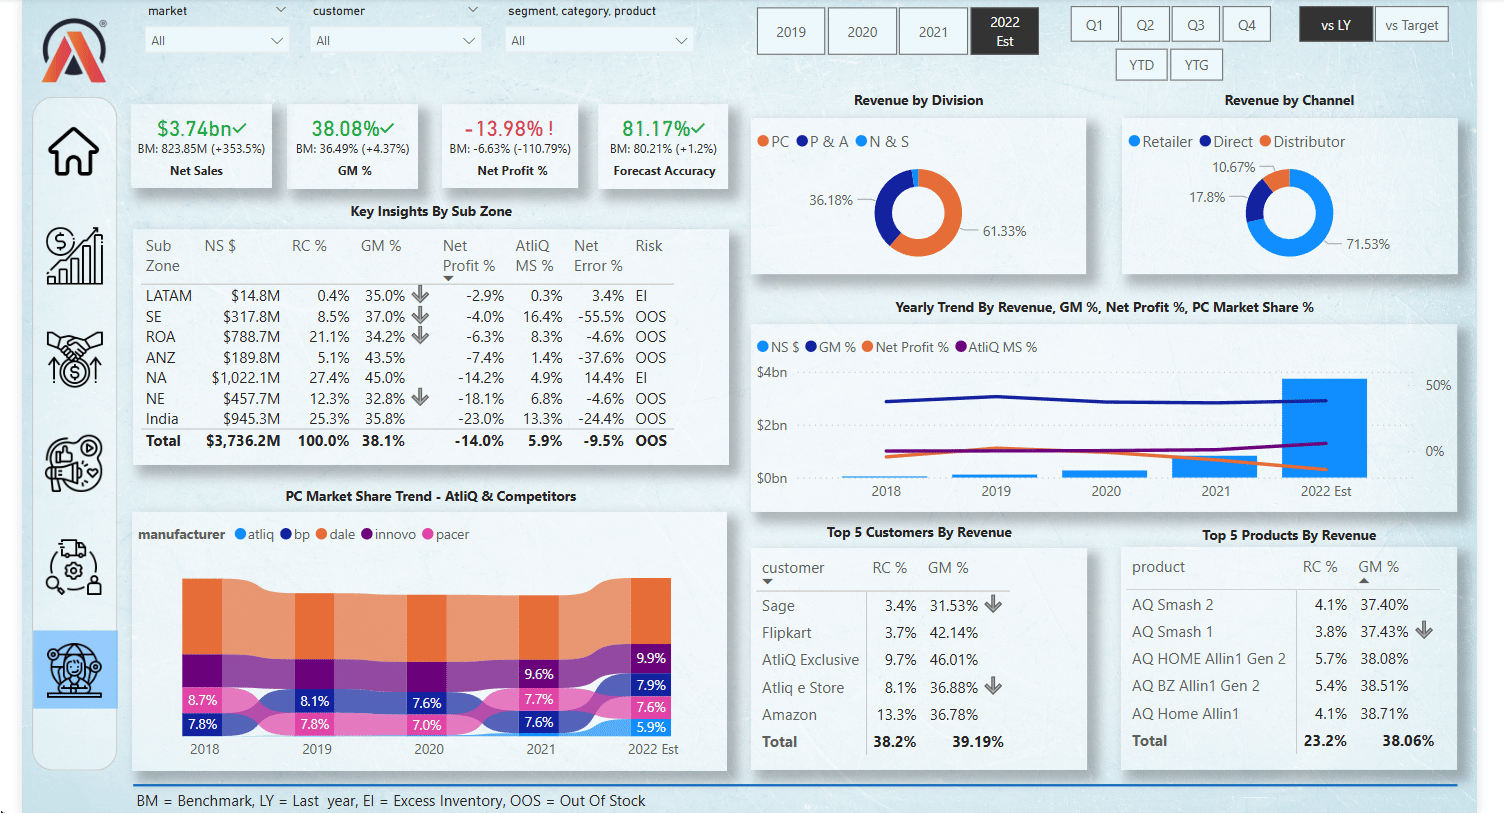 market
customer
segment, category, product
All
All
All
2019
2020
2021
2022
Est
Q1
Q2
Q3
Q4
vs LY
vs Target
YTD
YTG
®
$3.74bn
BM: 823.85M (+353.5%)
Net Sales
38.08%
BM: 36.49% (+4.37%)
GM %
-13.98% !
BM: -6.63% (-110.79%)
Net Profit %
81.17%
BM: 80.21% (+1.2%)
Forecast Accuracy
Key Insights By Sub Zone
Sub Zone NS $ RC % GM % Net Profit % AtliQ MS % Net Error % Risk
LATAM $14.8M 0.4% 35.0% -2.9% 0.3% 3.4% EI
SE $317.8M 8.5% 37.0% -4.0% 16.4% -55.5% OOS
ROA $788.7M 21.1% 34.2% -6.3% 8.3% -4.6% OOS
ANZ $189.8M 5.1% 43.5% -7.4% 1.4% -37.6% OOS
NA $1,022.1M 27.4% 45.0% -14.2% 4.9% 14.4% EI
NE $457.7M 12.3% 32.8% -18.1% 6.8% -4.6% OOS
India $945.3M 25.3% 35.8% -23.0% 13.3% -24.4% OOS
Total $3,736.2M 100.0% 38.1% -14.0% 5.9% -9.5% OOS
Revenue by Division
PC P & A N & S
36.18%
61.33%
Revenue by Channel
Retailer Direct Distributor
10.67%
17.8%
71.53%
Yearly Trend By Revenue, GM %, Net Profit %, PC Market Share %
NS $ GM % Net Profit % AtliQ MS %
$4bn
$2bn
$0bn
50%
0%
2018 2019 2020 2021 2022 Est
PC Market Share Trend - AtliQ & Competitors
manufacturer atliq bp dale innovo pacer
8.7%
7.8%
8.1%
7.8%
7.6%
7.0%
9.6%
7.7%
7.6%
9.9%
7.9%
7.6%
5.9%
2018 2019 2020 2021 2022 Est
Top 5 Customers By Revenue
customer RC % GM %
Sage 3.4% 31.53%
Flipkart 3.7% 42.14%
AtliQ Exclusive 9.7% 46.01%
Atliq e Store 8.1% 36.88%
Amazon 13.3% 36.78%
Total 38.2% 39.19%
Top 5 Products By Revenue
product RC % GM %
AQ Smash 2 4.1% 37.40%
AQ Smash 1 3.8% 37.43%
AQ HOME Allin1 Gen 2 5.7% 38.08%
AQ BZ Allin1 Gen 2 5.4% 38.51%
AQ Home Allin1 4.1% 38.71%
Total 23.2% 38.06%
BM = Benchmark, LY = Last year, EI = Excess Inventory, OOS = Out Of Stock